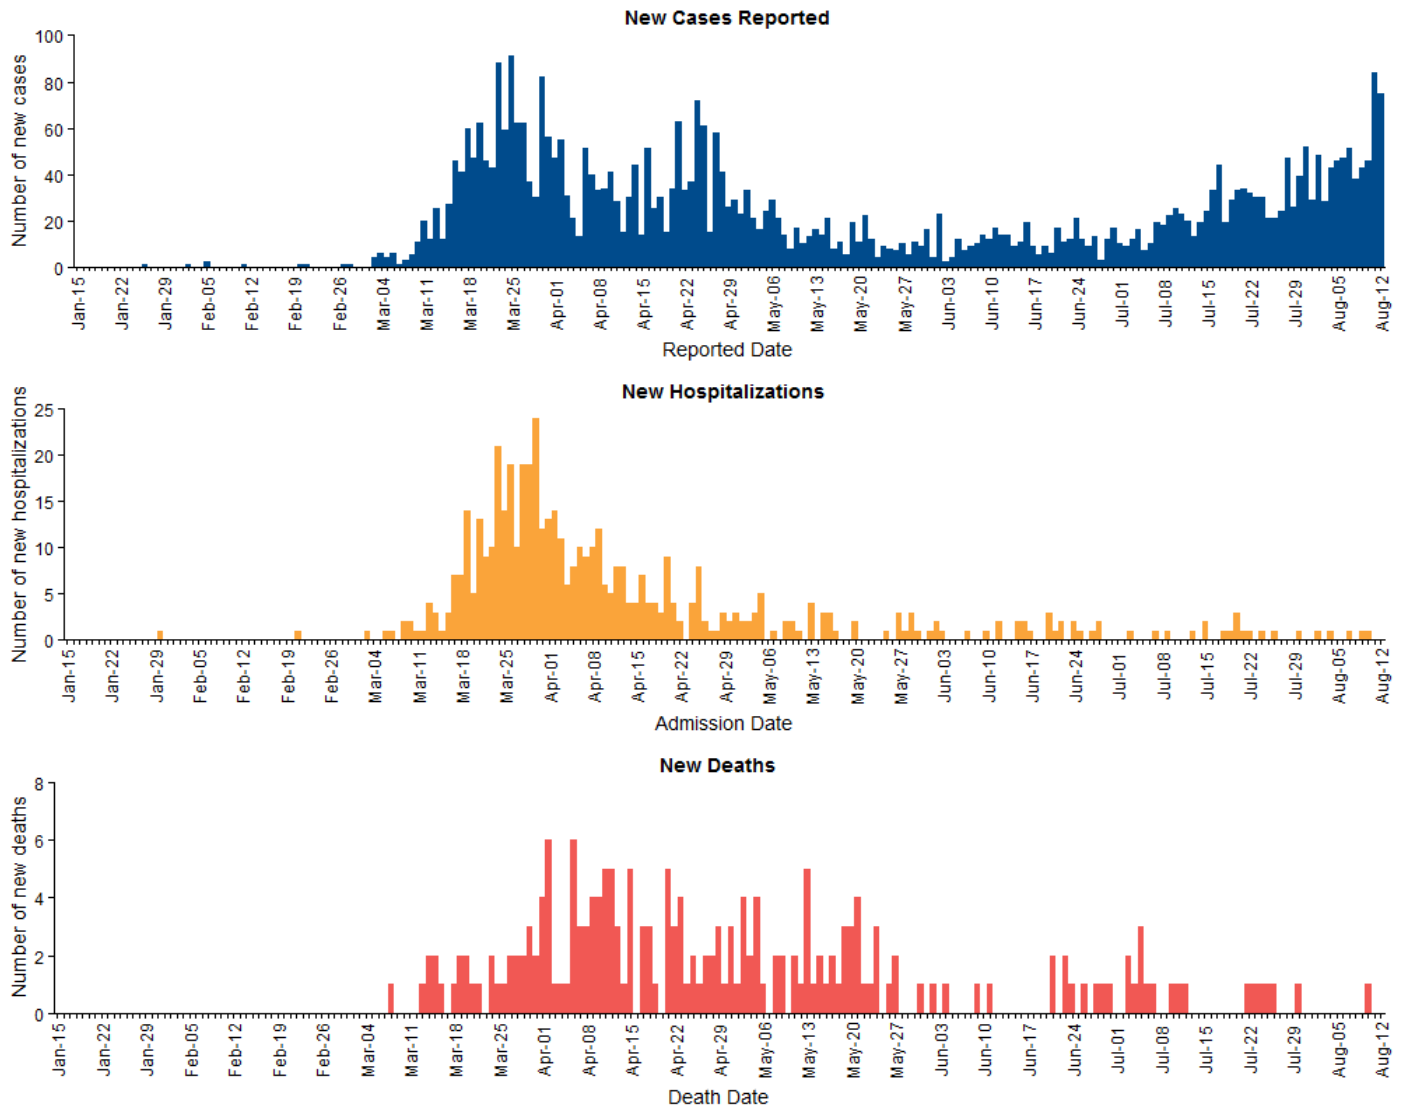 New Cases Reported
Number of new cases
100
80
60
40
20
0
Jan-15 Jan-22 Jan-29 Feb-05 Feb-12 Feb-19 Feb-26 Mar-04 Mar-11 Mar-18 Mar-25 Apr-01 Apr-08 Apr-15 Apr-22 Apr-29 May-06 May-13 May-20 May-27 Jun-03 Jun-10 Jun-17 Jun-24 Jul-01 Jul-08 Jul-15 Jul-22 Jul-29 Aug-05 Aug-12
Reported Date
New Hospitalizations
Number of new hospitalizations
25
20
15
10
5
0
Jan-15 Jan-22 Jan-29 Feb-05 Feb-12 Feb-19 Feb-26 Mar-04 Mar-11 Mar-18 Mar-25 Apr-01 Apr-08 Apr-15 Apr-22 Apr-29 May-06 May-13 May-20 May-27 Jun-03 Jun-10 Jun-17 Jun-24 Jul-01 Jul-08 Jul-15 Jul-22 Jul-29 Aug-05 Aug-12
Admission Date
New Deaths
Number of new deaths
8
6
4
2
0
Jan-15 Jan-22 Jan-29 Feb-05 Feb-12 Feb-19 Feb-26 Mar-04 Mar-11 Mar-18 Mar-25 Apr-01 Apr-08 Apr-15 Apr-22 Apr-29 May-06 May-13 May-20 May-27 Jun-03 Jun-10 Jun-17 Jun-24 Jul-01 Jul-08 Jul-15 Jul-22 Jul-29 Aug-05 Aug-12
Death Date